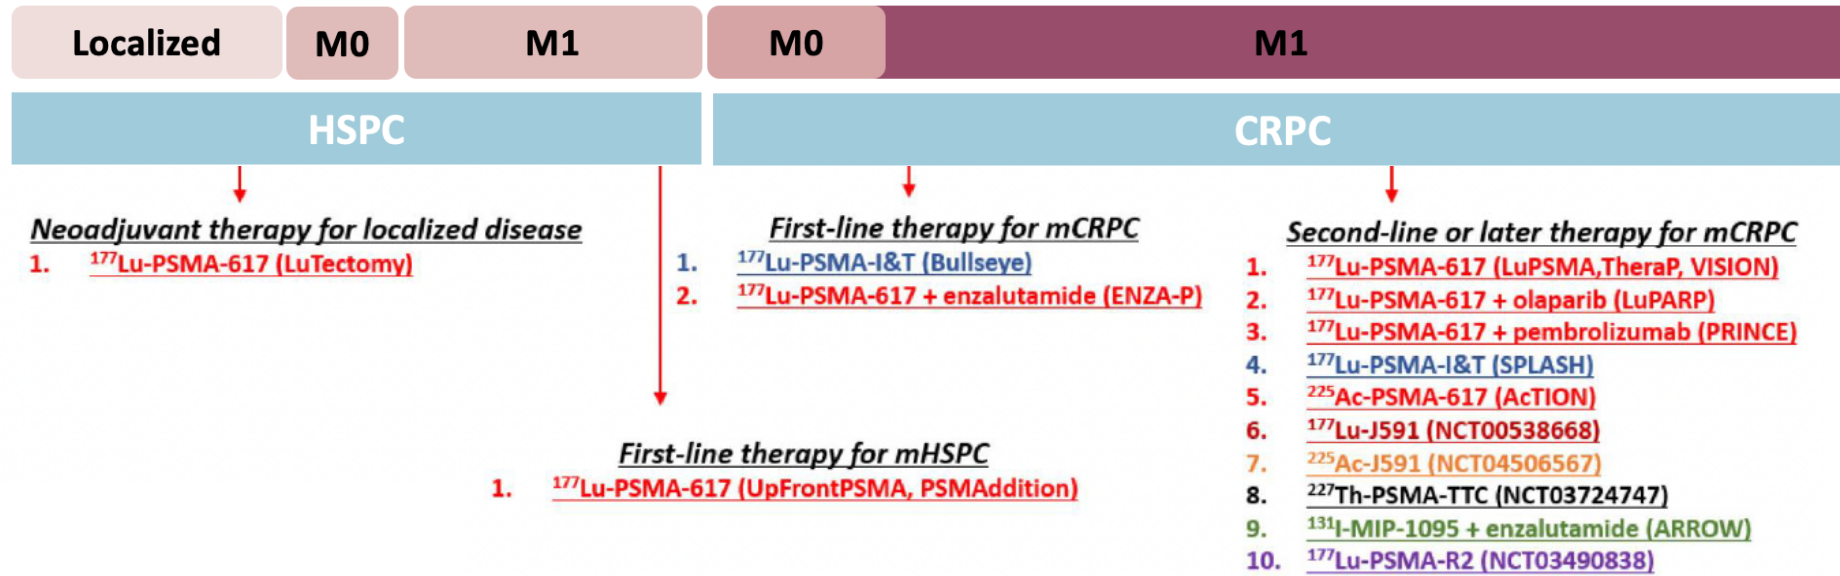 Localized M0 M1 M0 M1
HSPC CRPC
Neoadjuvant therapy for localized disease
1. ¹⁷⁷Lu-PSMA-617 (LuTectomy)
First-line therapy for mCRPC
1. ¹⁷⁷Lu-PSMA-I&T (Bullseye)
2. ¹⁷⁷Lu-PSMA-617 + enzalutamide (ENZA-P)
First-line therapy for mHSPC
1. ¹⁷⁷Lu-PSMA-617 (UpFrontPSMA, PSMAddition)
Second-line or later therapy for mCRPC
1. ¹⁷⁷Lu-PSMA-617 (LuPSMA,TheraP, VISION)
2. ¹⁷⁷Lu-PSMA-617 + olaparib (LuPARP)
3. ¹⁷⁷Lu-PSMA-617 + pembrolizumab (PRINCE)
4. ¹⁷⁷Lu-PSMA-I&T (SPLASH)
5. ²²⁵Ac-PSMA-617 (AcTION)
6. ¹⁷⁷Lu-J591 (NCT00538668)
7. ²²⁵Ac-J591 (NCT04506567)
8. ²²⁷Th-PSMA-TTC (NCT03724747)
9. ¹³¹I-MIP-1095 + enzalutamide (ARROW)
10. ¹⁷⁷Lu-PSMA-R2 (NCT03490838)